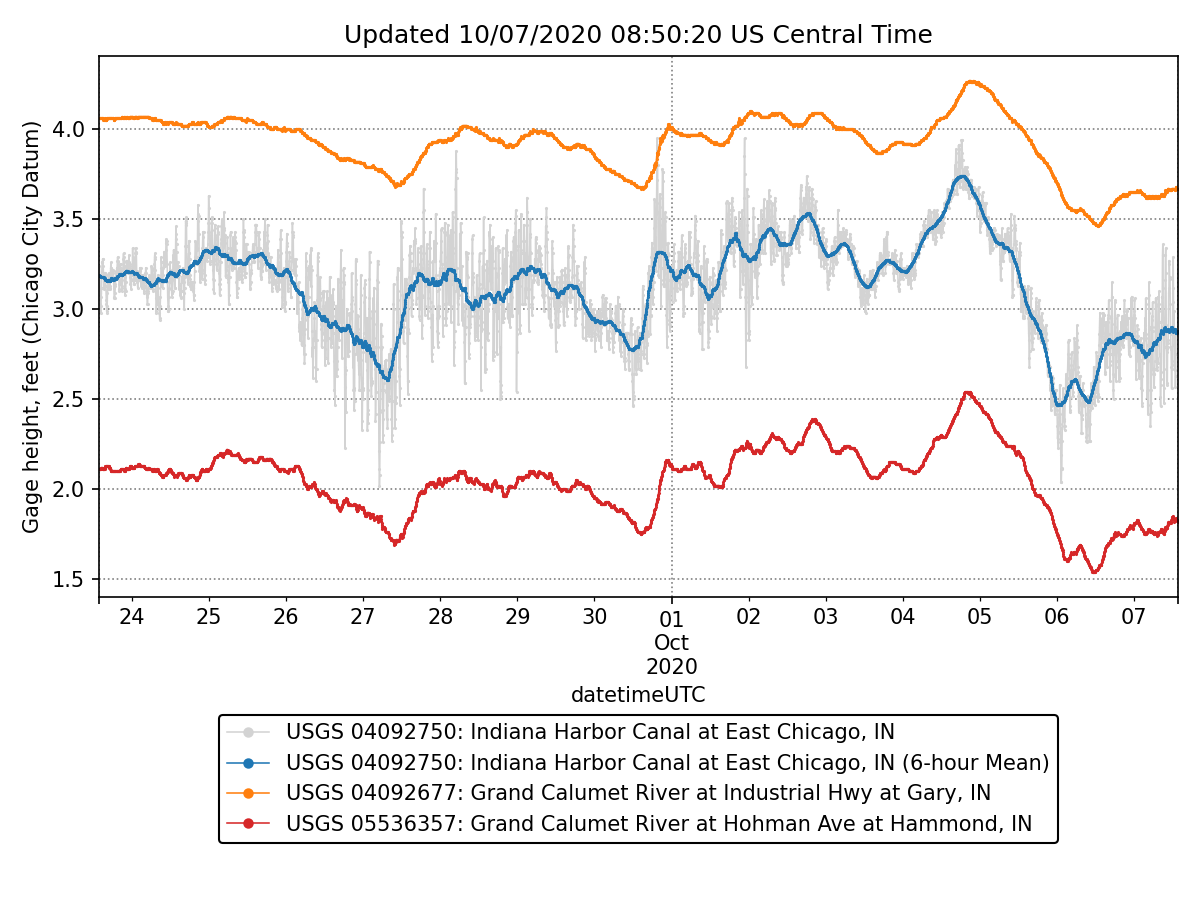 Updated 10/07/2020 08:50:20 US Central Time
Gage height, feet (Chicago City Datum)
4.0
3.5
3.0
2.5
2.0
1.5
24 25 26 27 28 29 30 01 02 03 04 05 06 07
Oct
2020
datetimeUTC
USGS 04092750: Indiana Harbor Canal at East Chicago, IN
USGS 04092750: Indiana Harbor Canal at East Chicago, IN (6-hour Mean)
USGS 04092677: Grand Calumet River at Industrial Hwy at Gary, IN
USGS 05536357: Grand Calumet River at Hohman Ave at Hammond, IN